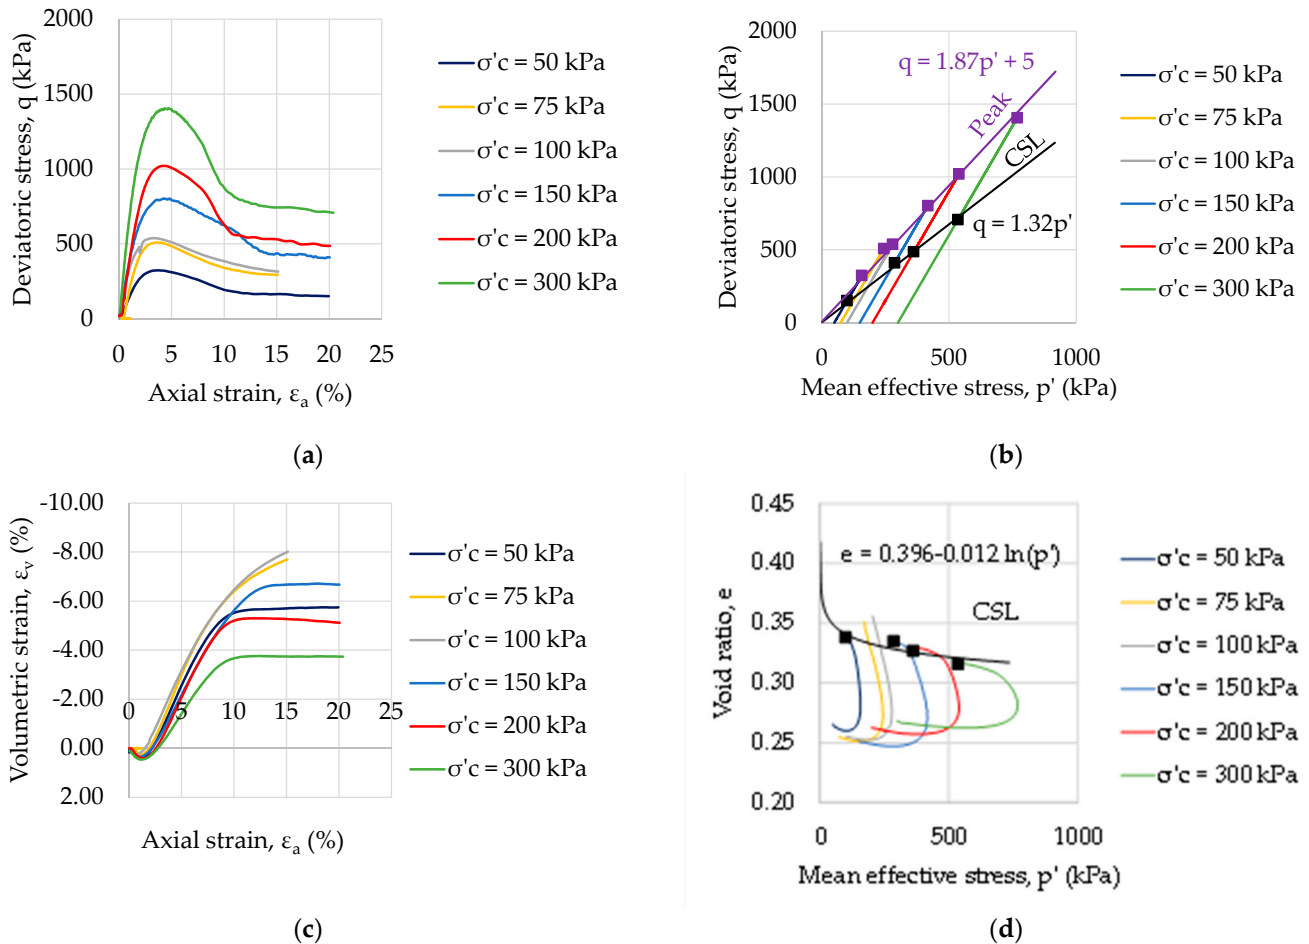 2000
1500
1000
500
0
0 5 10 15 20 25
Deviatoric stress, q (kPa)
Axial strain, εa (%)
σ'c = 50 kPa
σ'c = 75 kPa
σ'c = 100 kPa
σ'c = 150 kPa
σ'c = 200 kPa
σ'c = 300 kPa
(a)
2000
1500
1000
500
0
0 500 1000
Deviatoric stress, q (kPa)
Mean effective stress, p' (kPa)
q = 1.87p' + 5
Peak
CSL
q = 1.32p'
σ'c = 50 kPa
σ'c = 75 kPa
σ'c = 100 kPa
σ'c = 150 kPa
σ'c = 200 kPa
σ'c = 300 kPa
(b)
-10.00
-8.00
-6.00
-4.00
-2.00
0.00
2.00
0 5 10 15 20 25
Volumetric strain, εv (%)
Axial strain, εa (%)
σ'c = 50 kPa
σ'c = 75 kPa
σ'c = 100 kPa
σ'c = 150 kPa
σ'c = 200 kPa
σ'c = 300 kPa
(c)
0.45
0.40
0.35
0.30
0.25
0.20
0 500 1000
Void ratio, e
Mean effective stress, p' (kPa)
e = 0.396-0.012 ln(p')
CSL
σ'c = 50 kPa
σ'c = 75 kPa
σ'c = 100 kPa
σ'c = 150 kPa
σ'c = 200 kPa
σ'c = 300 kPa
(d)